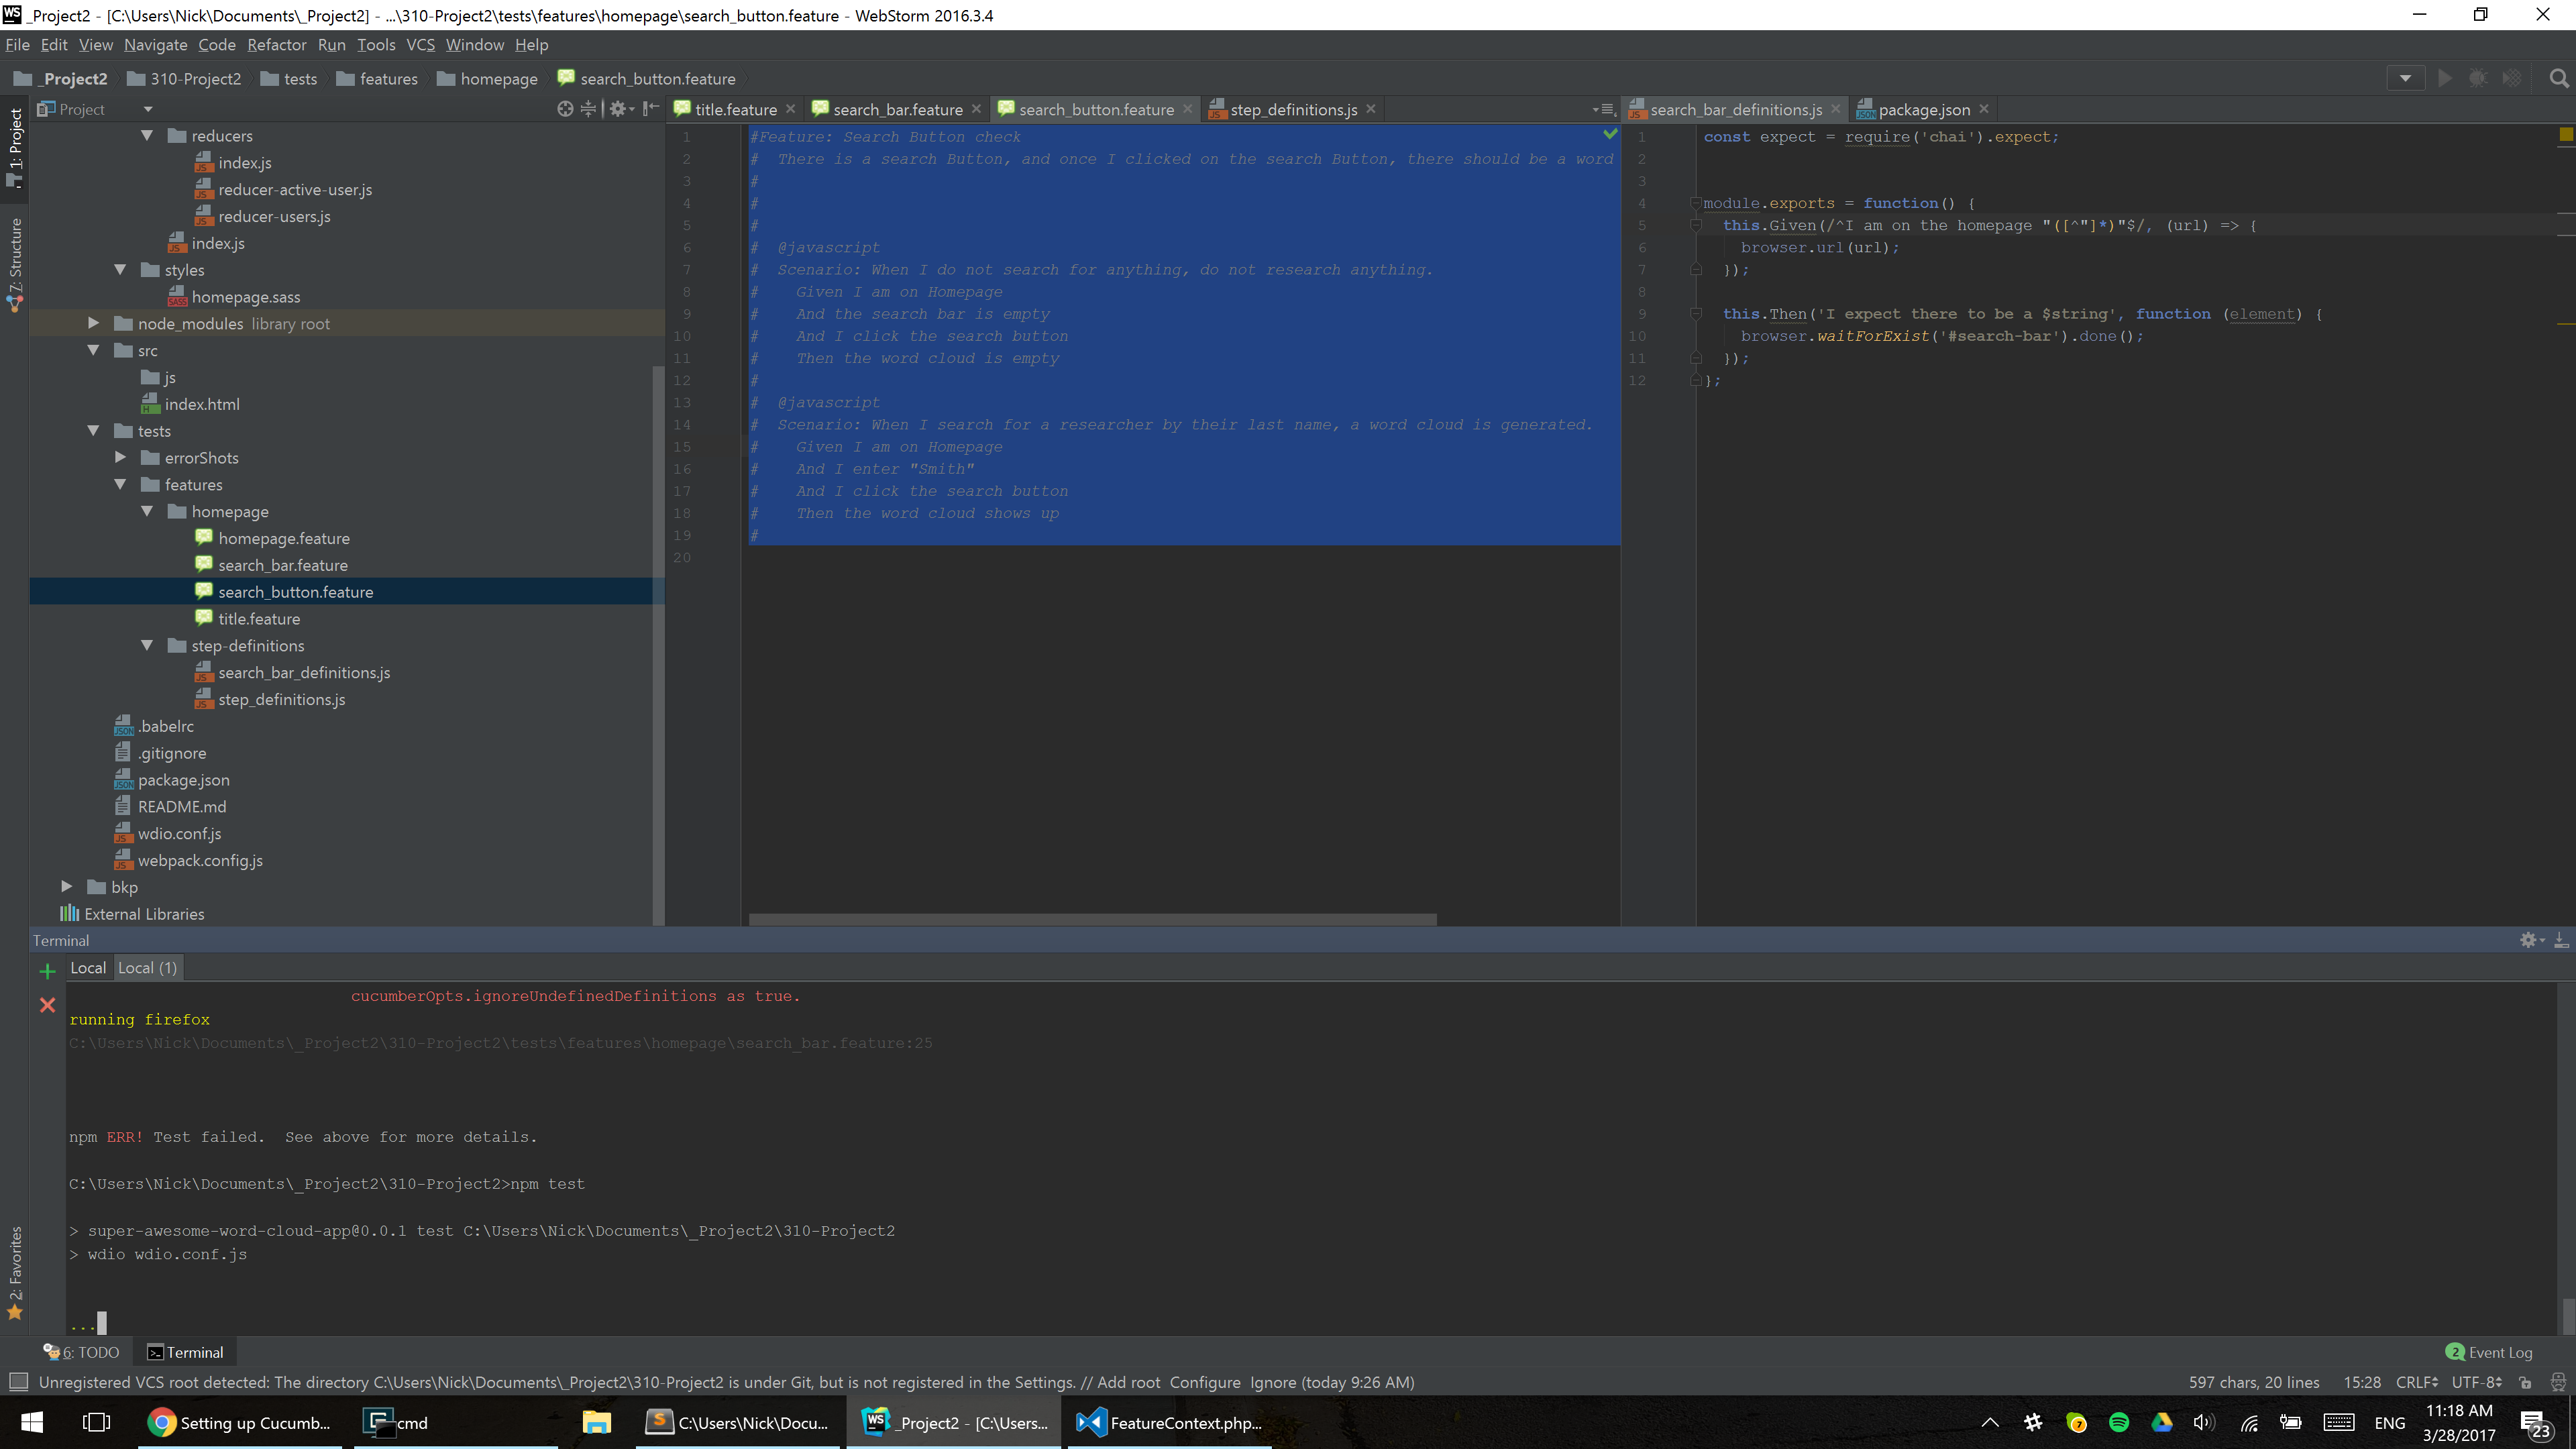 _Project2 - [C:\Users\Nick\Documents\_Project2] - ...\310-Project2\tests\features\homepage\search_button.feature - WebStorm 2016.3.4
File Edit View Navigate Code Refactor Run Tools VCS Window Help
_Project2 310-Project2 tests features homepage search_button.feature
1: Project
7: Structure
2: Favorites
Project
reducers
index.js
reducer-active-user.js
reducer-users.js
index.js
styles
homepage.sass
node_modules library root
src
js
index.html
tests
errorShots
features
homepage
homepage.feature
search_bar.feature
search_button.feature
title.feature
step-definitions
search_bar_definitions.js
step_definitions.js
.babelrc
.gitignore
package.json
README.md
wdio.conf.js
webpack.config.js
bkp
External Libraries
title.feature search_bar.feature search_button.feature step_definitions.js
1 #Feature: Search Button check
2 #  There is a search Button, and once I clicked on the search Button, there should be a word
3 #
4 #
5 #
6 #  @javascript
7 #  Scenario: When I do not search for anything, do not research anything.
8 #    Given I am on Homepage
9 #    And the search bar is empty
10 #    And I click the search button
11 #    Then the word cloud is empty
12 #
13 #  @javascript
14 #  Scenario: When I search for a researcher by their last name, a word cloud is generated.
15 #    Given I am on Homepage
16 #    And I enter "Smith"
17 #    And I click the search button
18 #    Then the word cloud shows up
19 #
20
search_bar_definitions.js package.json
1 const expect = require('chai').expect;
2
3
4 module.exports = function() {
5   this.Given(/^I am on the homepage "([^"]*)"$/, (url) => {
6     browser.url(url);
7   });
8
9   this.Then('I expect there to be a $string', function (element) {
10     browser.waitForExist('#search-bar').done();
11   });
12 };
Terminal
Local Local (1)
cucumberOpts.ignoreUndefinedDefinitions as true.
running firefox
C:\Users\Nick\Documents\_Project2\310-Project2\tests\features\homepage\search_bar.feature:25
npm ERR! Test failed.  See above for more details.
C:\Users\Nick\Documents\_Project2\310-Project2>npm test
> super-awesome-word-cloud-app@0.0.1 test C:\Users\Nick\Documents\_Project2\310-Project2
> wdio wdio.conf.js
...
6: TODO Terminal 2 Event Log
Unregistered VCS root detected: The directory C:\Users\Nick\Documents\_Project2\310-Project2 is under Git, but is not registered in the Settings. // Add root Configure Ignore (today 9:26 AM) 597 chars, 20 lines 15:28 CRLF UTF-8
Setting up Cucumb... cmd C:\Users\Nick\Docu... _Project2 - [C:\Users... FeatureContext.php... ENG 11:18 AM 23
3/28/2017